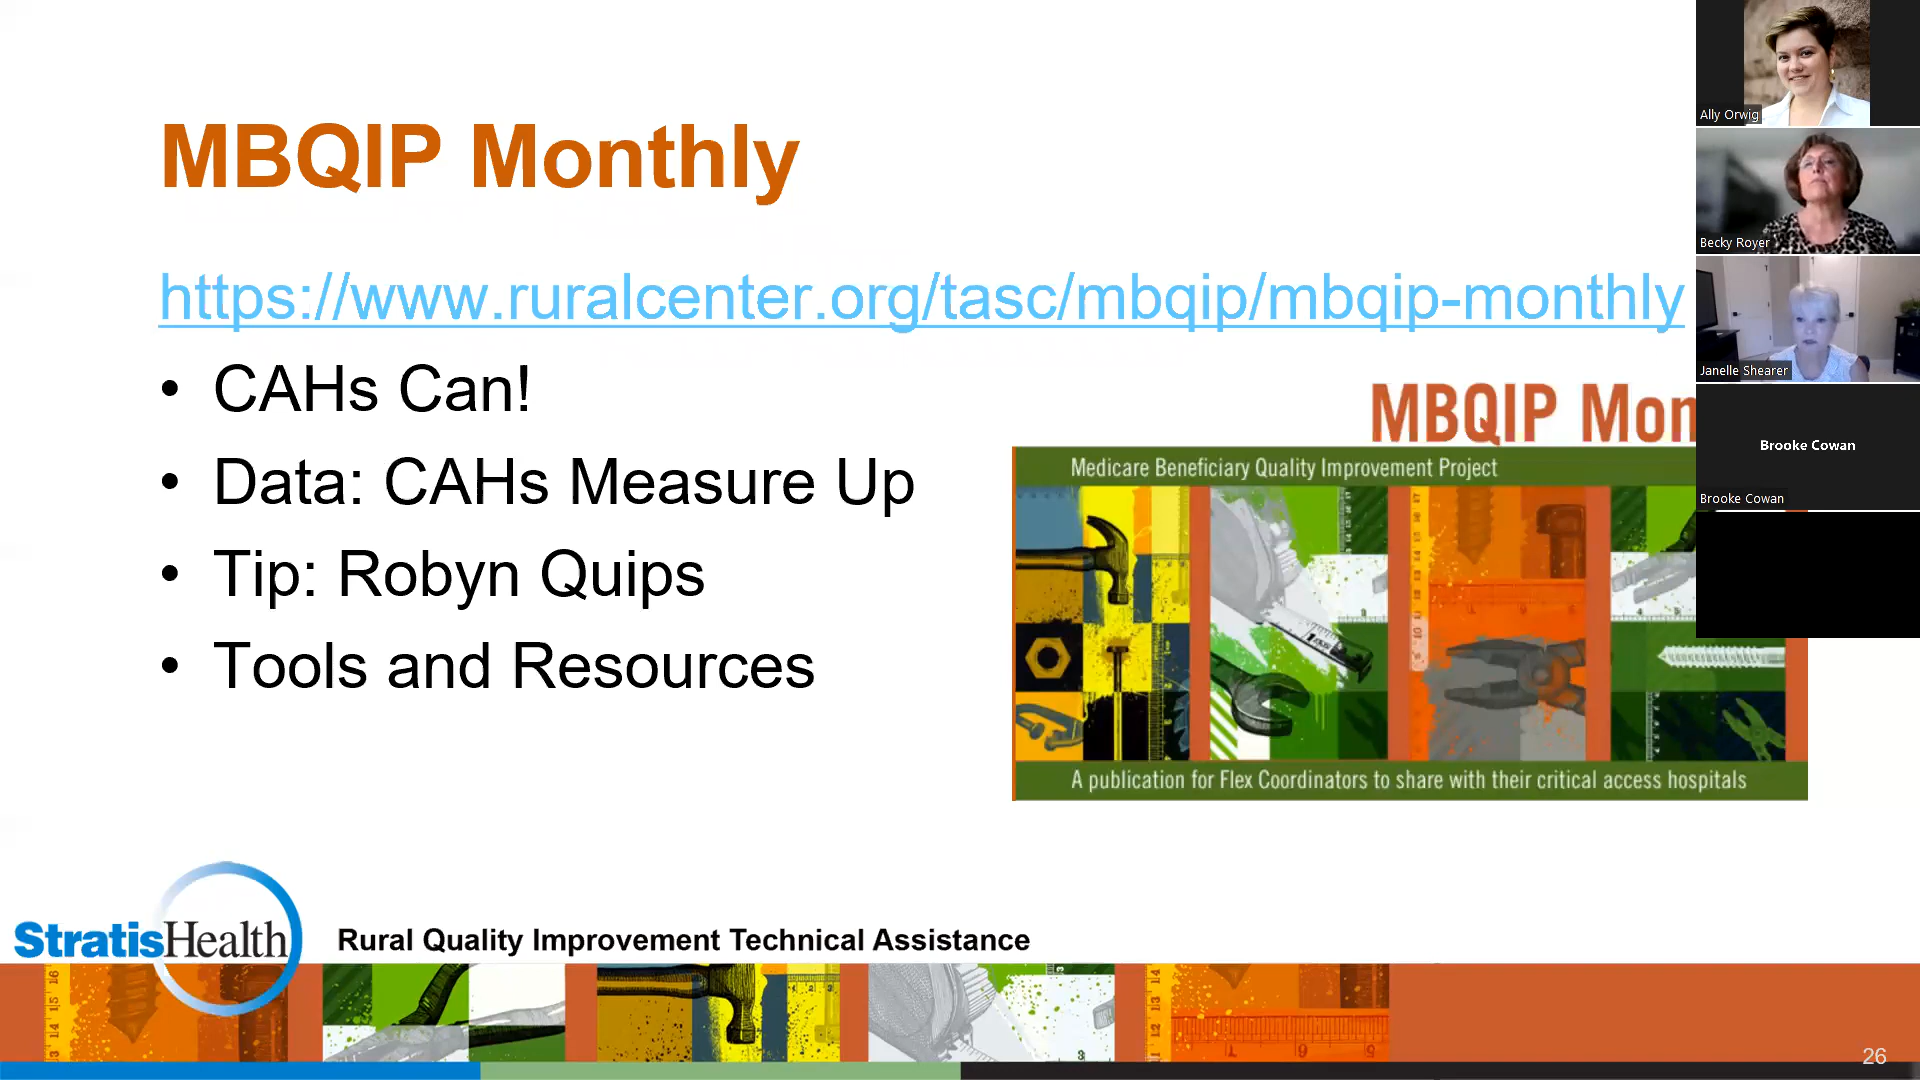 MBQIP Monthly
https://www.ruralcenter.org/tasc/mbqip/mbqip-monthly
• CAHs Can!
• Data: CAHs Measure Up
• Tip: Robyn Quips
• Tools and Resources
MBQIP Mon
Medicare Beneficiary Quality Improvement Project
A publication for Flex Coordinators to share with their critical access hospitals
StratisHealth
Rural Quality Improvement Technical Assistance
26
Ally Orwig
Becky Royer
Janelle Shearer
Brooke Cowan
Brooke Cowan